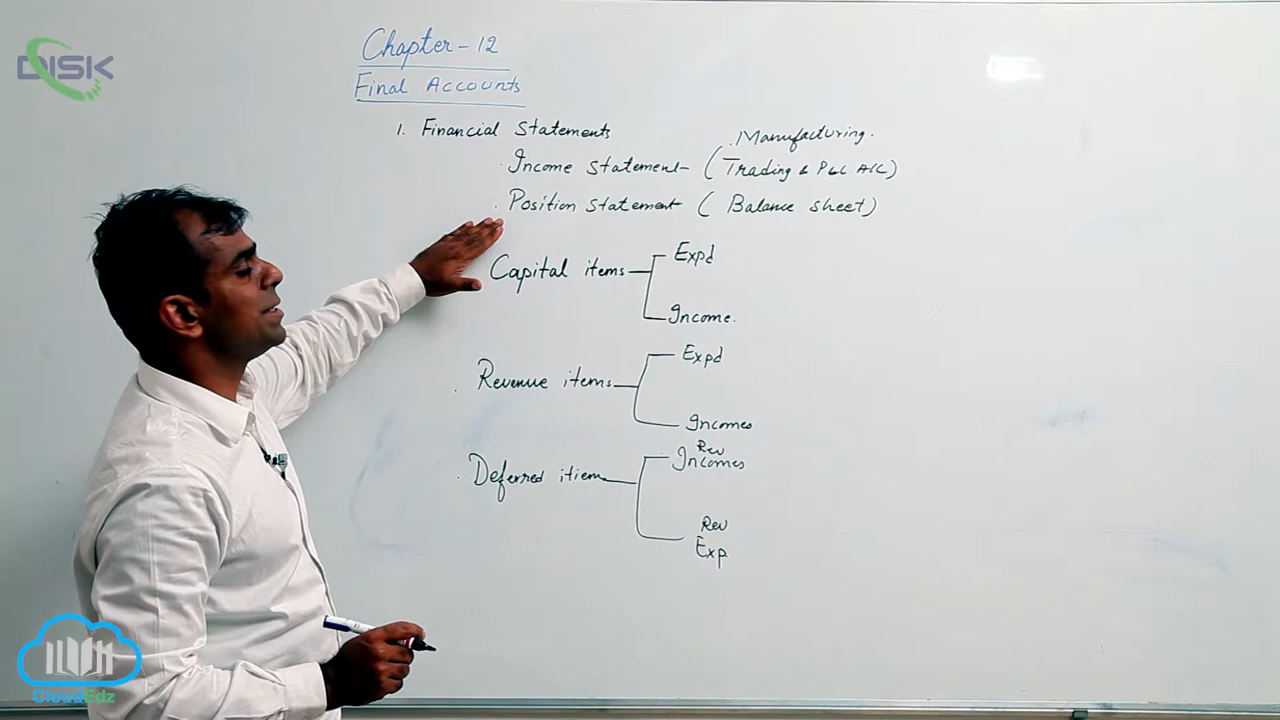 DISK
Chapter-12
Final Accounts
1. Financial Statements
Manufacturing.
. Income Statement- (Trading & P&L A/C)
. Position Statement (Balance sheet)
Capital items
Expd
Income.
. Revenue items
Expd
Incomes
. Deferred itiem
Rev
Incomes
Rev
Exp
CloudEdz